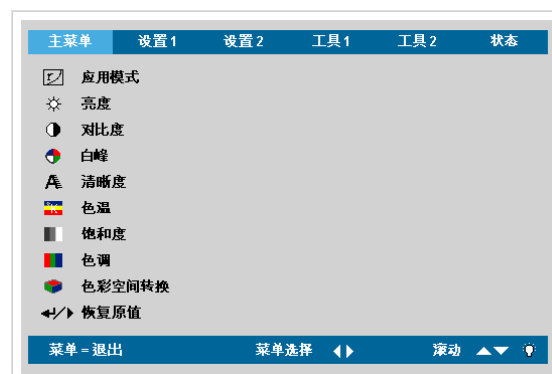 主菜单 设置1 设置2 工具1 工具2 状态
应用模式
亮度
对比度
白峰
清晰度
色温
饱和度
色调
色彩空间转换
恢复原值
菜单=退出 菜单选择 滚动